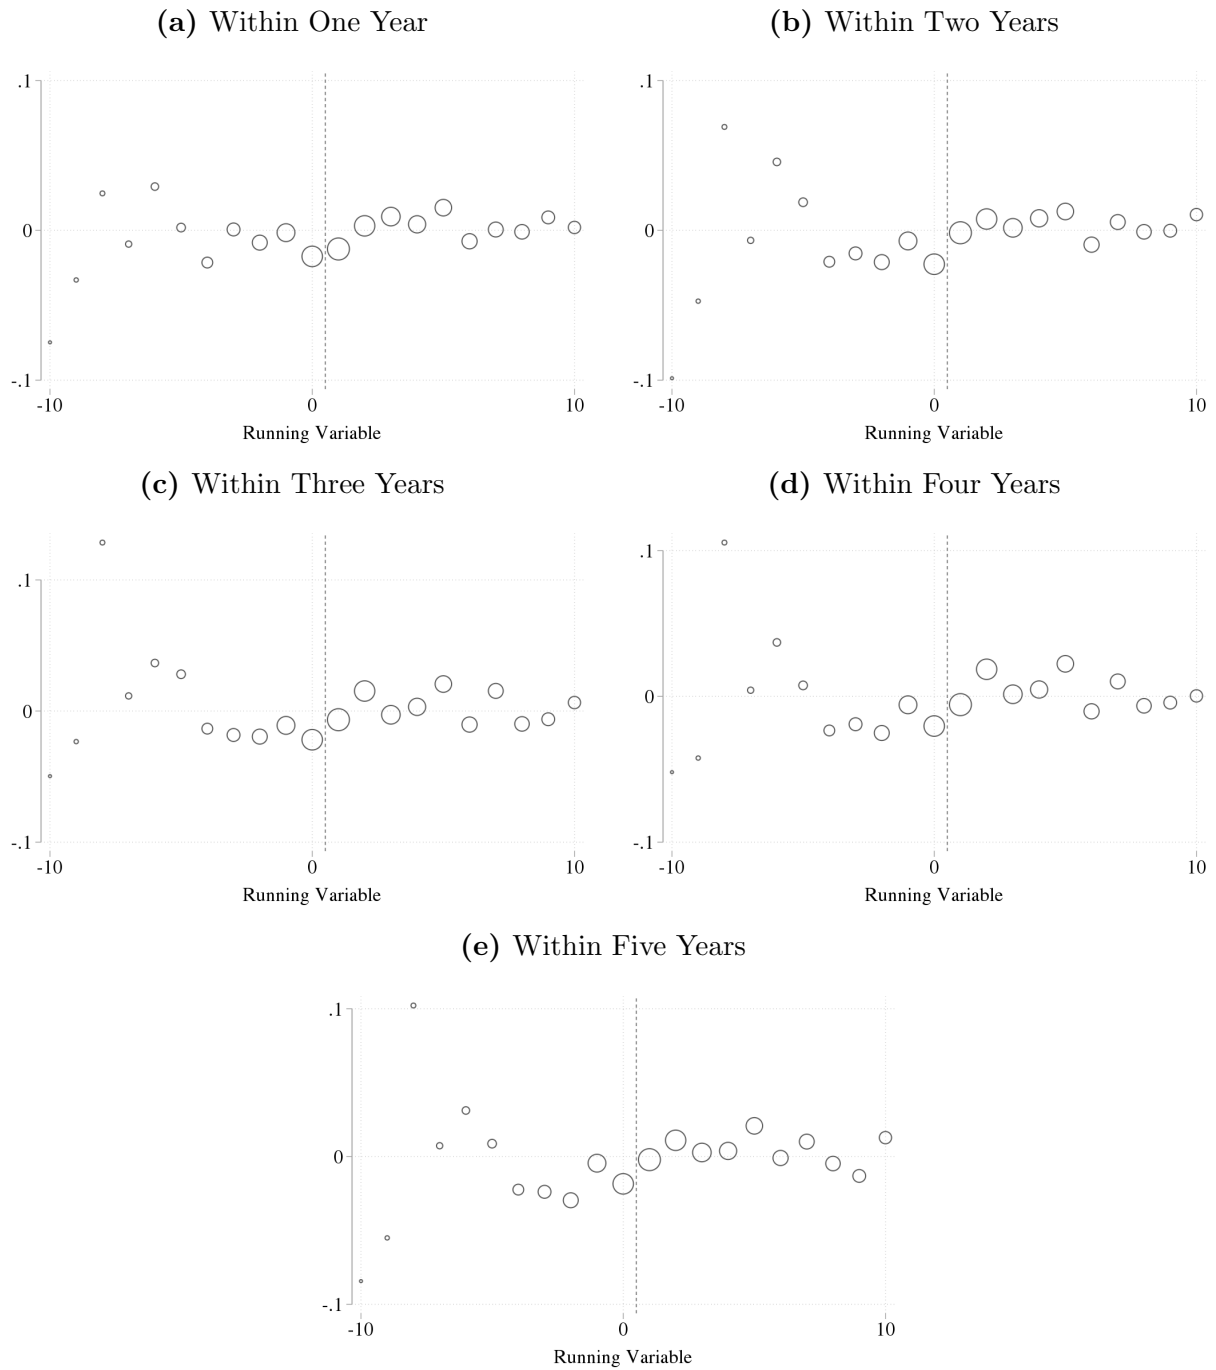 (a) Within One Year
.1
0
-.1
-10 0 10
Running Variable
(b) Within Two Years
.1
0
-.1
-10 0 10
Running Variable
(c) Within Three Years
.1
0
-.1
-10 0 10
Running Variable
(d) Within Four Years
.1
0
-.1
-10 0 10
Running Variable
(e) Within Five Years
.1
0
-.1
-10 0 10
Running Variable